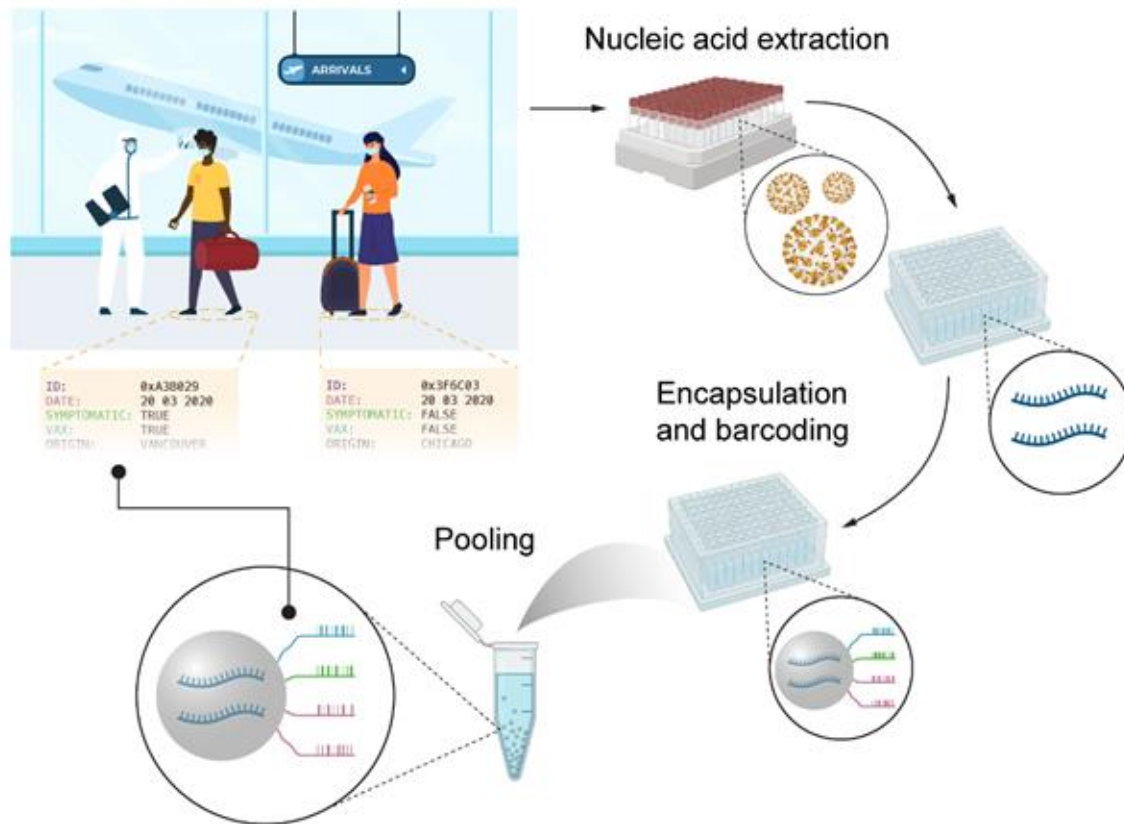 ARRIVALS
Nucleic acid extraction
ID: 0xA38029
DATE: 20 03 2020
SYMPTOMATIC: TRUE
VAX: TRUE
ORIGIN: VANCOUVER
ID: 0x3F6C03
DATE: 20 03 2020
SYMPTOMATIC: FALSE
VAX: FALSE
ORIGIN: CHICAGO
Encapsulation
and barcoding
Pooling